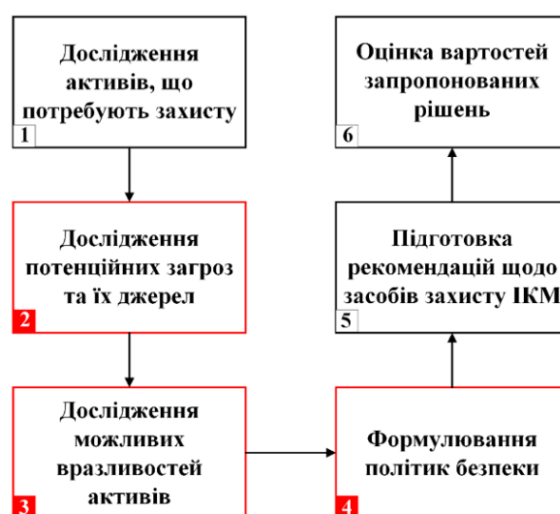 Дослідження
активів, що
потребують захисту
1
Дослідження
потенційних загроз
та їх джерел
2
Дослідження
можливих
вразливостей
активів
3
Формулювання
політик безпеки
4
Підготовка
рекомендацій щодо
засобів захисту ІКМ
5
Оцінка вартостей
запропонованих
рішень
6